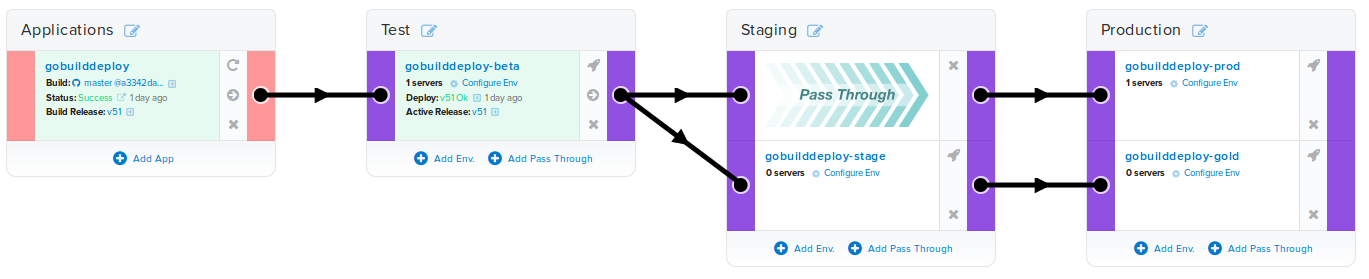 Applications
gobuilddeploy
Build: master @a3342da...
Status: Success 1 day ago
Build Release: v51
Add App
Test
gobuilddeploy-beta
1 servers Configure Env
Deploy: v51 Ok 1 day ago
Active Release: v51
Add Env. Add Pass Through
Staging
Pass Through
gobuilddeploy-stage
0 servers Configure Env
Add Env. Add Pass Through
Production
gobuilddeploy-prod
1 servers Configure Env
gobuilddeploy-gold
0 servers Configure Env
Add Env. Add Pass Through